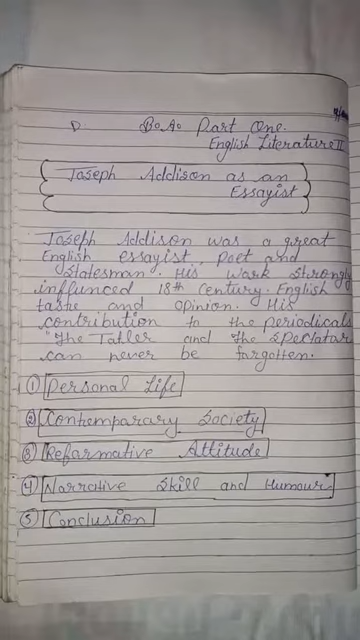 B.A. Part One.
English Literature II
Joseph Addison as an
Essayist
Joseph Addison was a great
English essayist, Poet and
Statesman. His work strongly
inffunced 18th Century. English
taste and opinion. His
contribution to the periodicals
"The Tatler and The Spectator
can never be forgotten.
① Personal Life
② Contemparary Society
③ Reformative Attitude
④ Narrative Skill and Humour
⑤ Conclusion